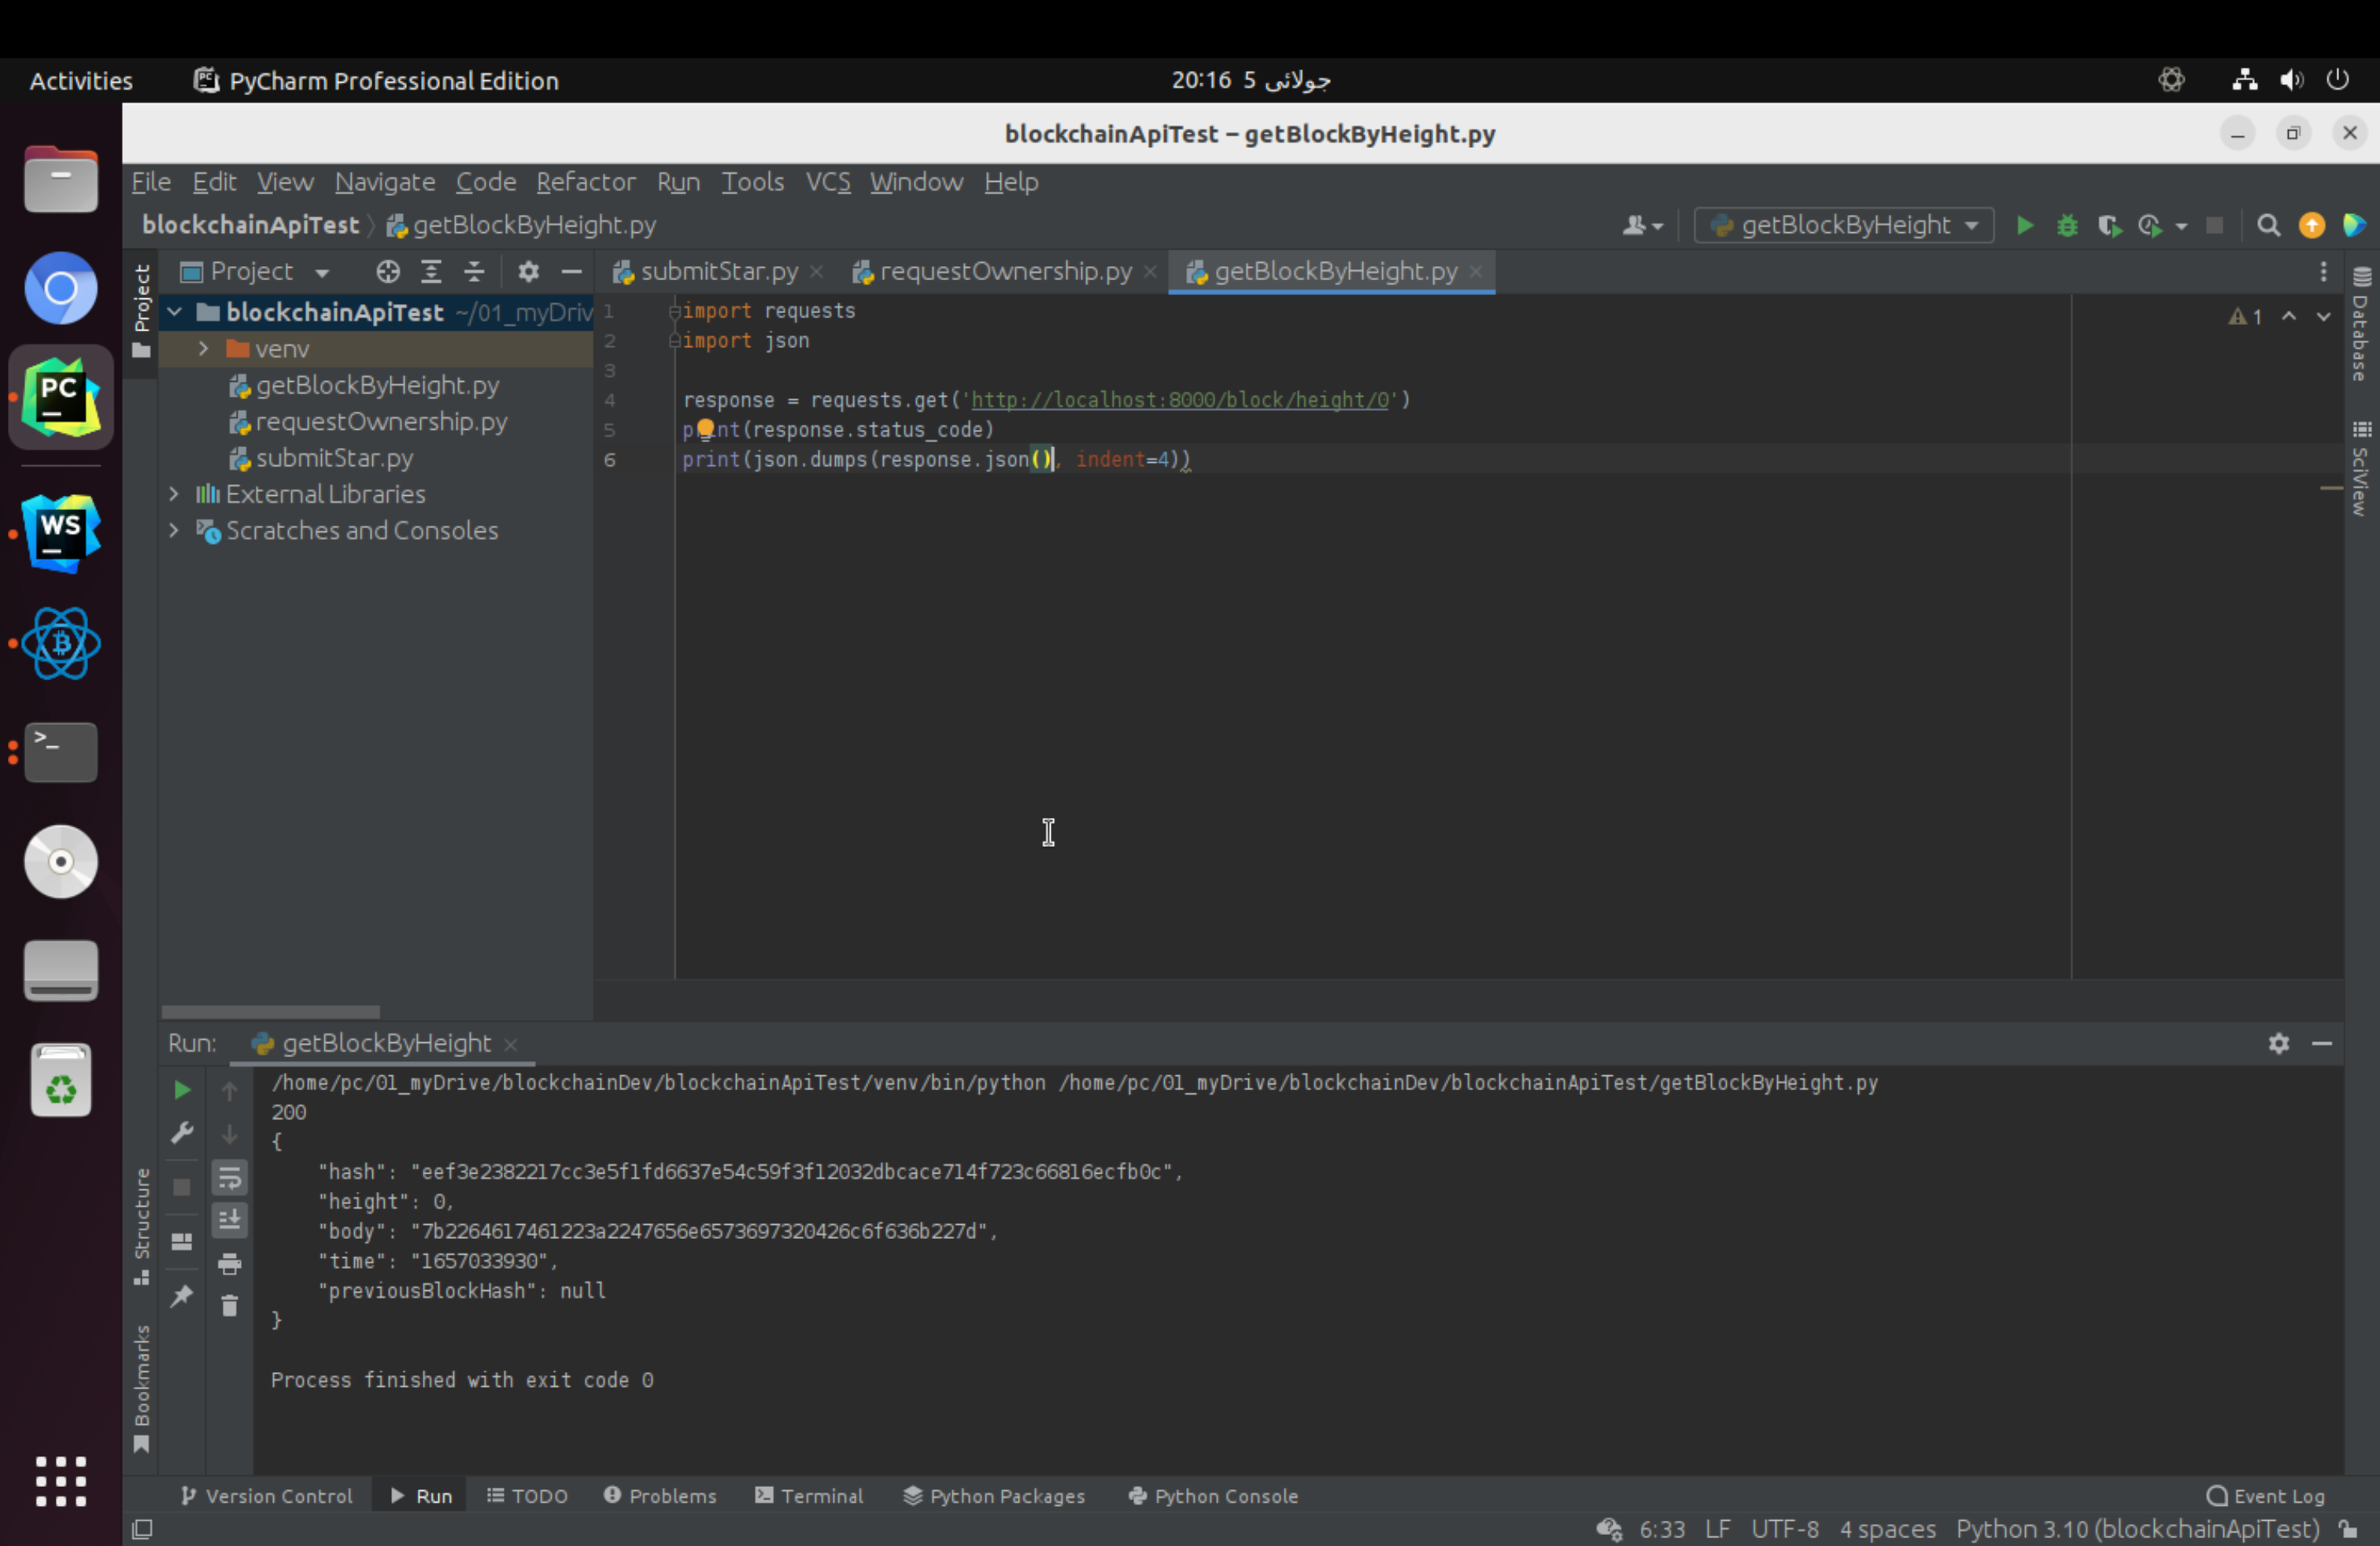 Activities
PyCharm Professional Edition
20:16 5 جولائی
blockchainApiTest – getBlockByHeight.py
File Edit View Navigate Code Refactor Run Tools VCS Window Help
blockchainApiTest getBlockByHeight.py
getBlockByHeight
Project
Project
submitStar.py
requestOwnership.py
getBlockByHeight.py
blockchainApiTest ~/01_myDriv
venv
getBlockByHeight.py
requestOwnership.py
submitStar.py
External Libraries
Scratches and Consoles
1 import requests
2 import json
3
4 response = requests.get('http://localhost:8000/block/height/0')
5 print(response.status_code)
6 print(json.dumps(response.json(), indent=4))
1
Database
SciView
PC
WS
>_
Run: getBlockByHeight
/home/pc/01_myDrive/blockchainDev/blockchainApiTest/venv/bin/python /home/pc/01_myDrive/blockchainDev/blockchainApiTest/getBlockByHeight.py
200
{
    "hash": "eef3e2382217cc3e5f1fd6637e54c59f3f12032dbcace714f723c66816ecfb0c",
    "height": 0,
    "body": "7b2264617461223a2247656e6573697320426c6f636b227d",
    "time": "1657033930",
    "previousBlockHash": null
}
Process finished with exit code 0
Structure
Bookmarks
Version Control
Run
TODO
Problems
Terminal
Python Packages
Python Console
Event Log
6:33 LF UTF-8 4 spaces Python 3.10 (blockchainApiTest)